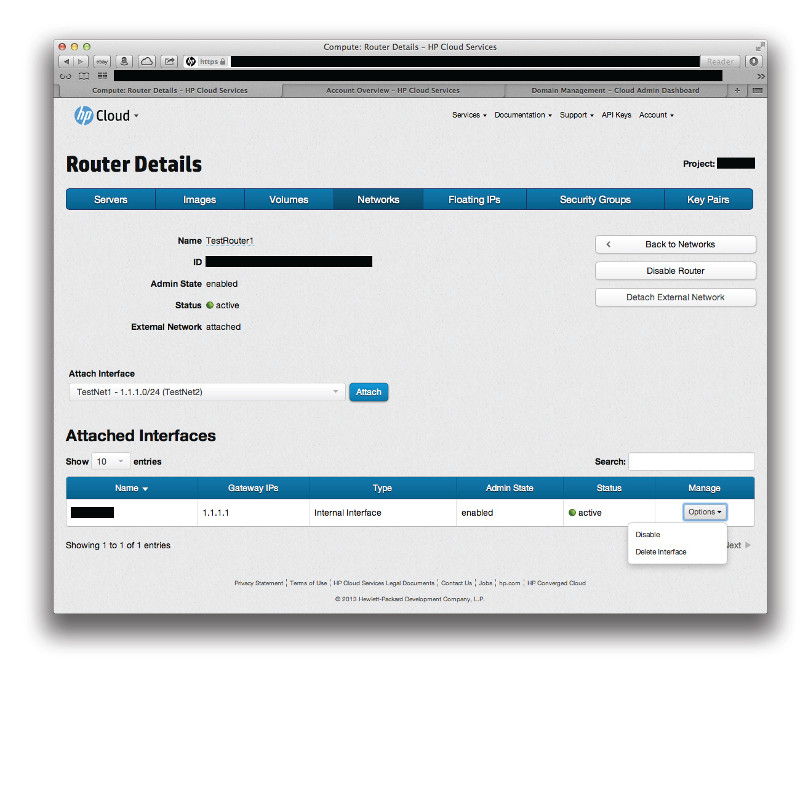 Compute: Router Details – HP Cloud Services
ebay https Reader
Compute: Router Details – HP Cloud Services Account Overview – HP Cloud Services Domain Management – Cloud Admin Dashboard +
hp Cloud Services Documentation Support API Keys Account
Router Details Project:
Servers Images Volumes Networks Floating IPs Security Groups Key Pairs
Name TestRouter1 Back to Networks
ID
Disable Router
Admin State enabled
Detach External Network
Status active
External Network attached
Attach Interface
TestNet1 - 1.1.1.0/24 (TestNet2) Attach
Attached Interfaces
Show 10 entries Search:
Name Gateway IPs Type Admin State Status Manage
1.1.1.1 Internal Interface enabled active Options
Disable
Showing 1 to 1 of 1 entries
Delete Interface
Privacy Statement | Terms of Use | HP Cloud Services Legal Documents | Contact Us | Jobs | hp.com | HP Converged Cloud
© 2013 Hewlett-Packard Development Company, L.P.